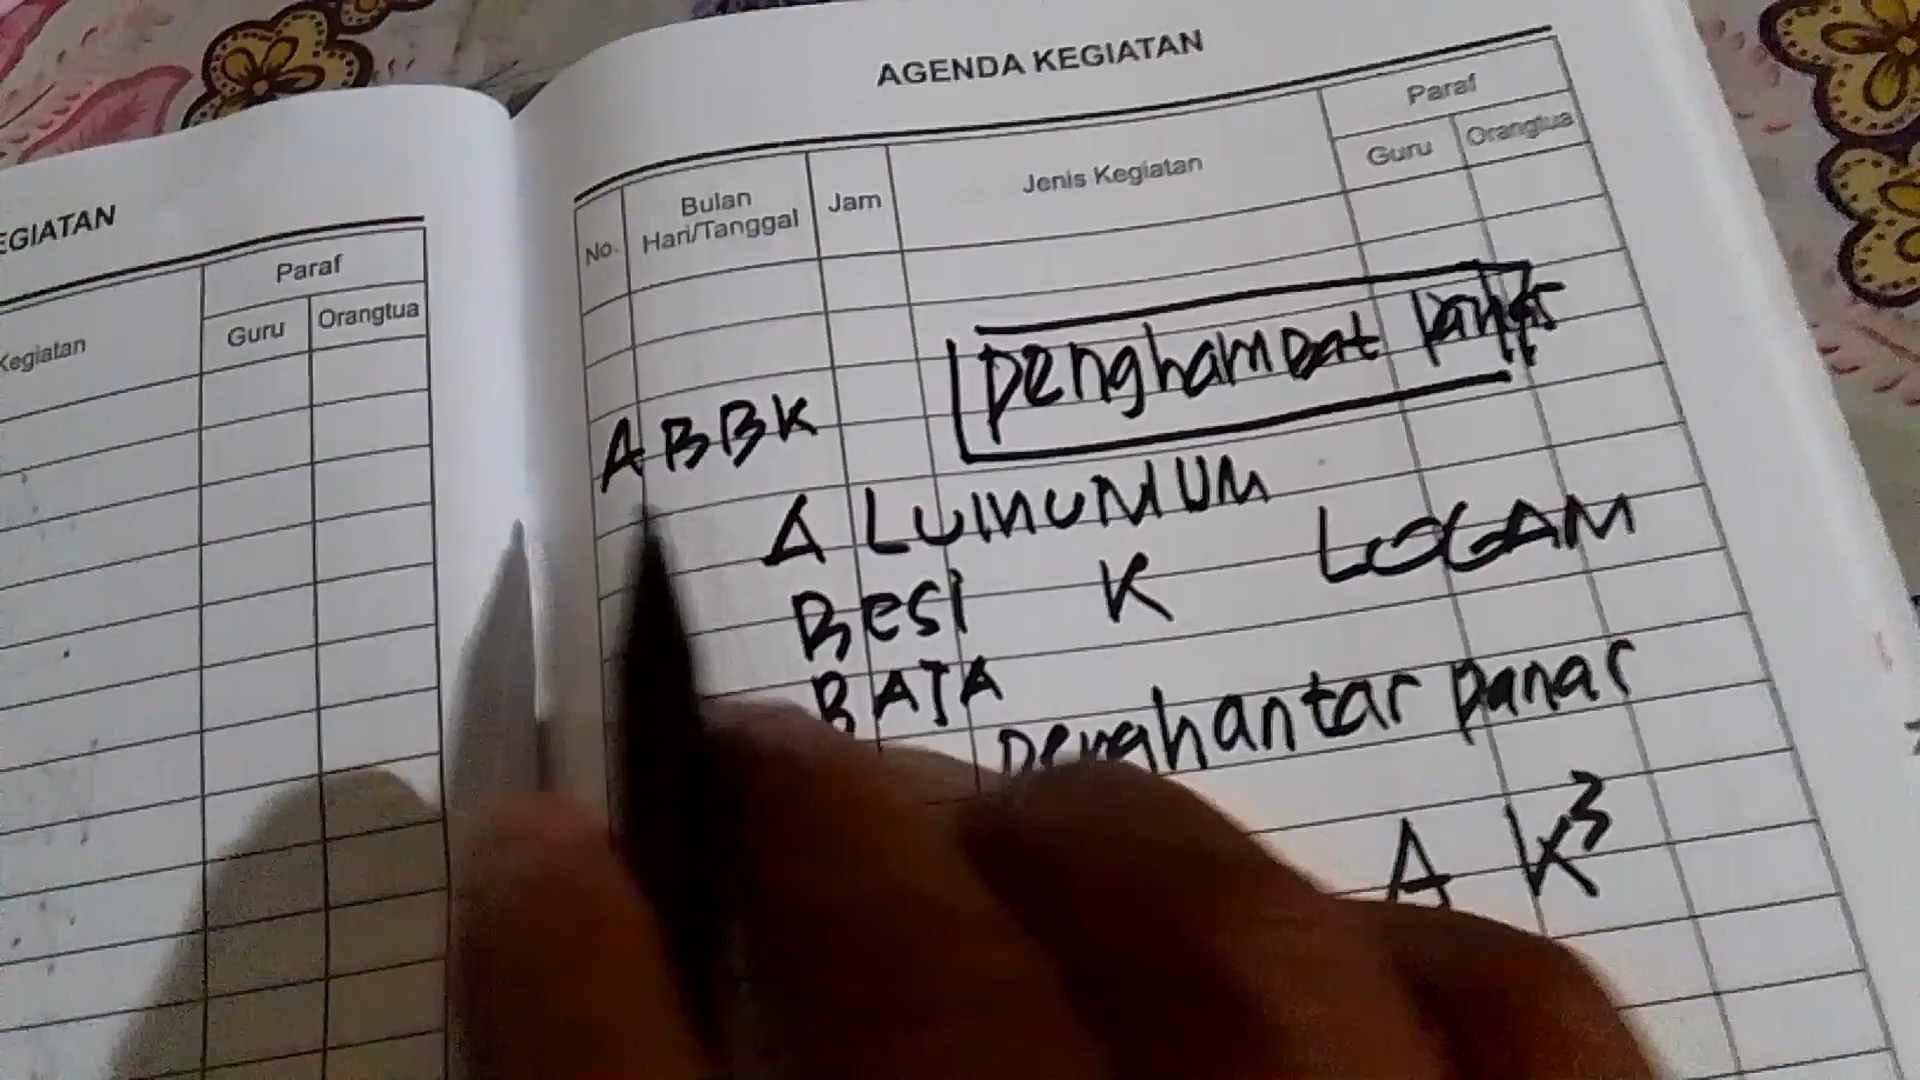 EGIATAN
Kegiatan
Paraf
Guru
Orangtua
AGENDA KEGIATAN
No.
Bulan
Hari/Tanggal
Jam
Jenis Kegiatan
Paraf
Guru
Orangtua
Penghambat
ABBK
ALUMUNUM
Besi K LOGAM
BAJA
Penghantar panas
A K³